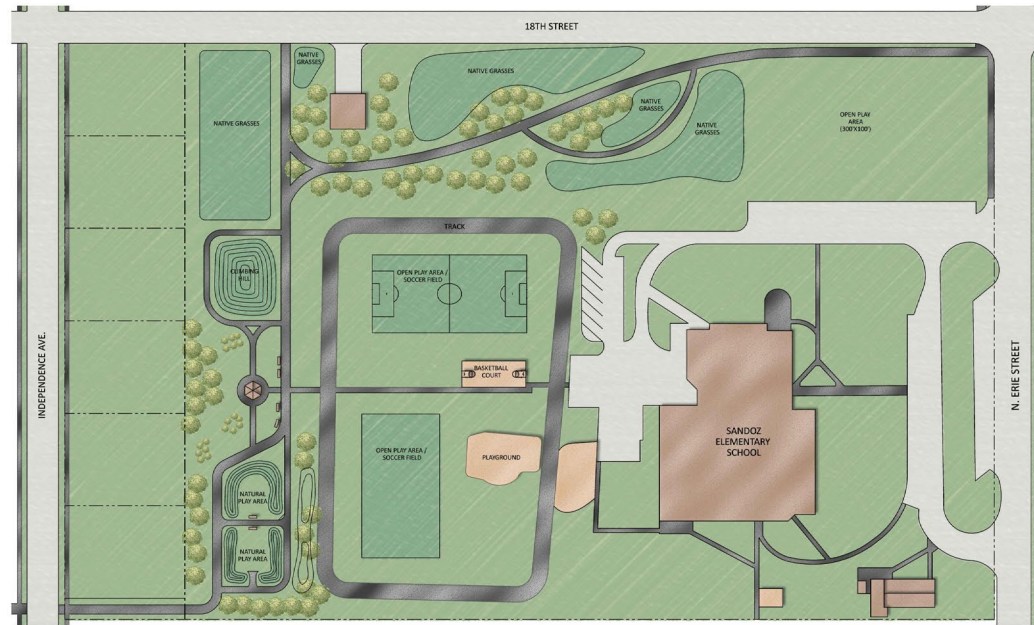 18TH STREET
NATIVE
GRASSES
NATIVE GRASSES
NATIVE
GRASSES
NATIVE
GRASSES
NATIVE GRASSES
OPEN PLAY
AREA
(300'X100')
TRACK
CLIMBING
HILL
OPEN PLAY AREA /
SOCCER FIELD
INDEPENDENCE AVE.
BASKETBALL
COURT
N. ERIE STREET
SANDOZ
ELEMENTARY
SCHOOL
OPEN PLAY AREA /
SOCCER FIELD
PLAYGROUND
NATURAL
PLAY AREA
NATURAL
PLAY AREA